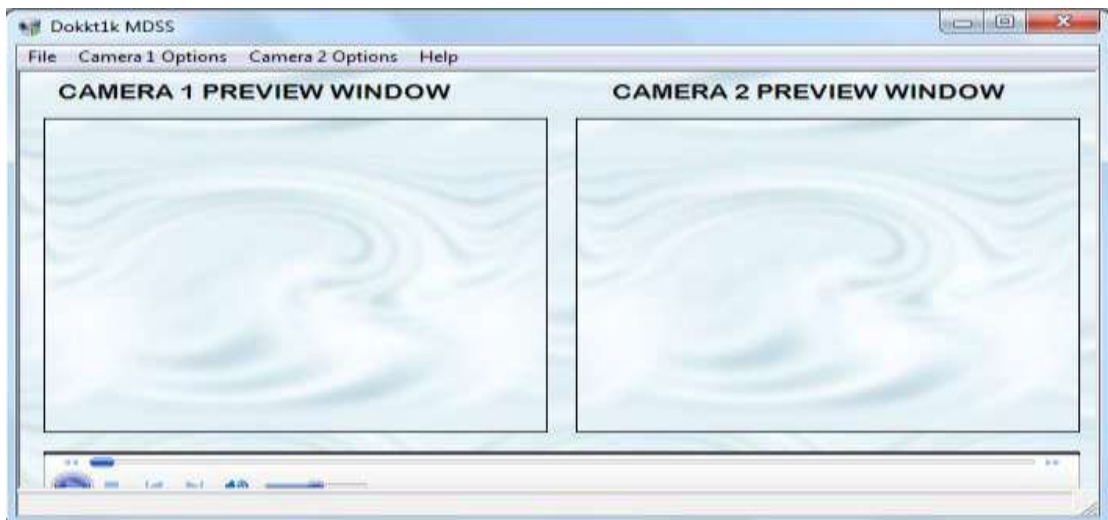 Dokkt1k MDSS
File Camera 1 Options Camera 2 Options Help
CAMERA 1 PREVIEW WINDOW CAMERA 2 PREVIEW WINDOW